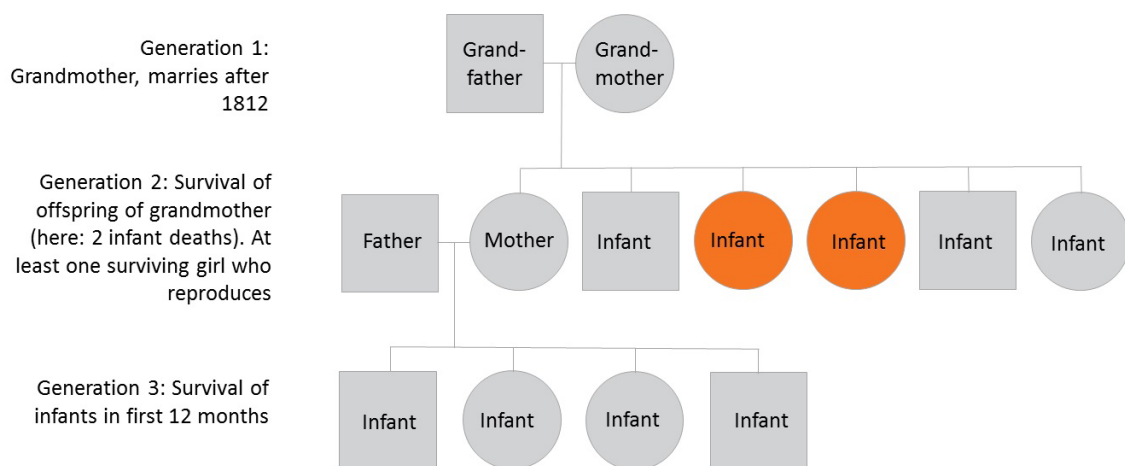 Generation 1:
Grandmother, marries after
1812
Grand-
father
Grand-
mother
Generation 2: Survival of
offspring of grandmother
(here: 2 infant deaths). At
least one surviving girl who
reproduces
Father
Mother
Infant
Infant
Infant
Infant
Infant
Generation 3: Survival of
infants in first 12 months
Infant
Infant
Infant
Infant